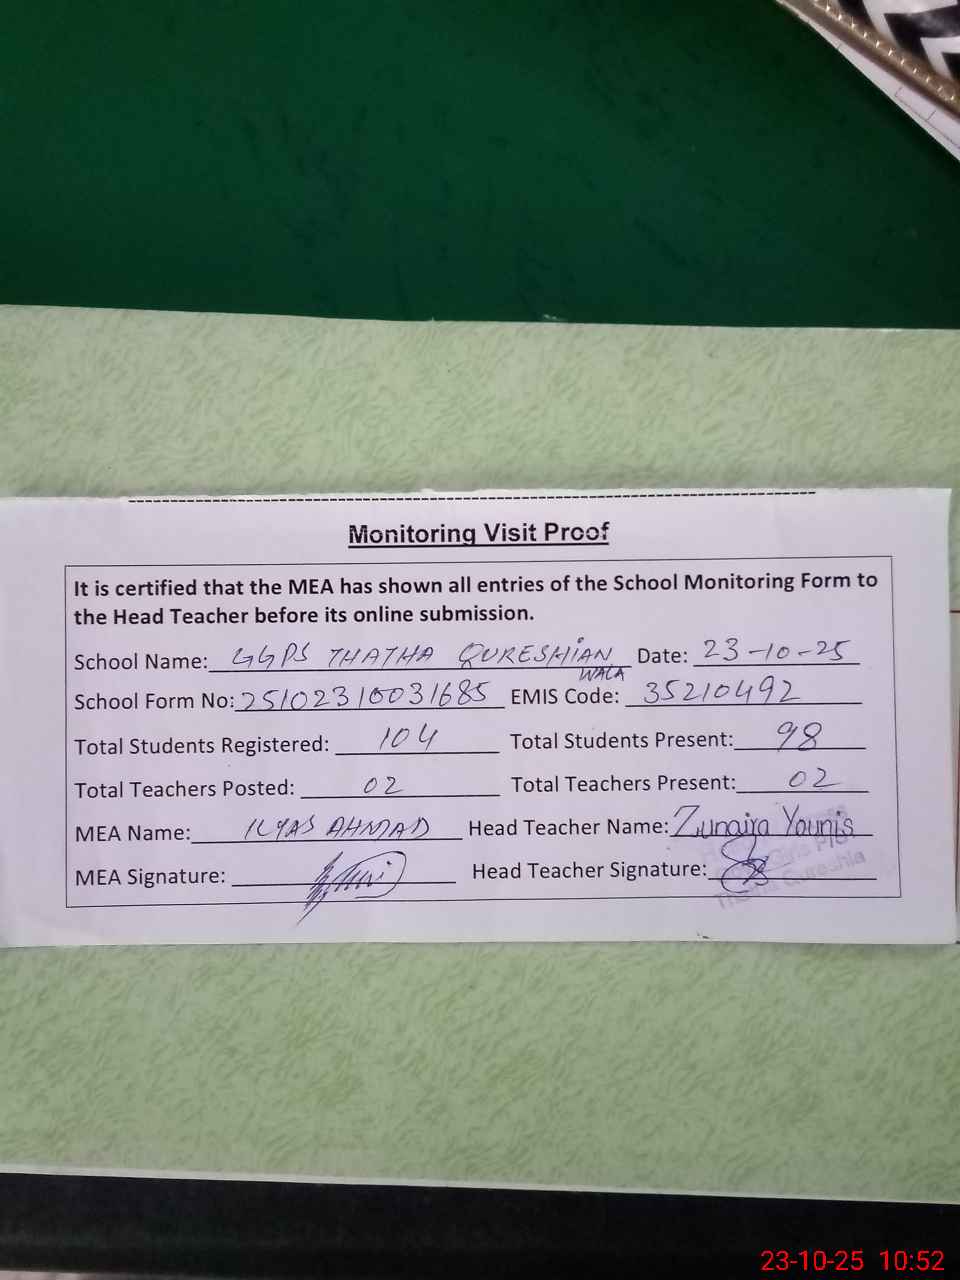 Monitoring Visit Proof
It is certified that the MEA has shown all entries of the School Monitoring Form to
the Head Teacher before its online submission.
School Name: GGPS THATHA QURESHIAN WALA Date: 23-10-25
School Form No: 25102310031685 EMIS Code: 35210492
Total Students Registered: 104 Total Students Present: 98
Total Teachers Posted: 02 Total Teachers Present: 02
MEA Name: ILYAS AHMAD Head Teacher Name: Zunaira Younis
MEA Signature: Head Teacher Signature:
23-10-25 10:52